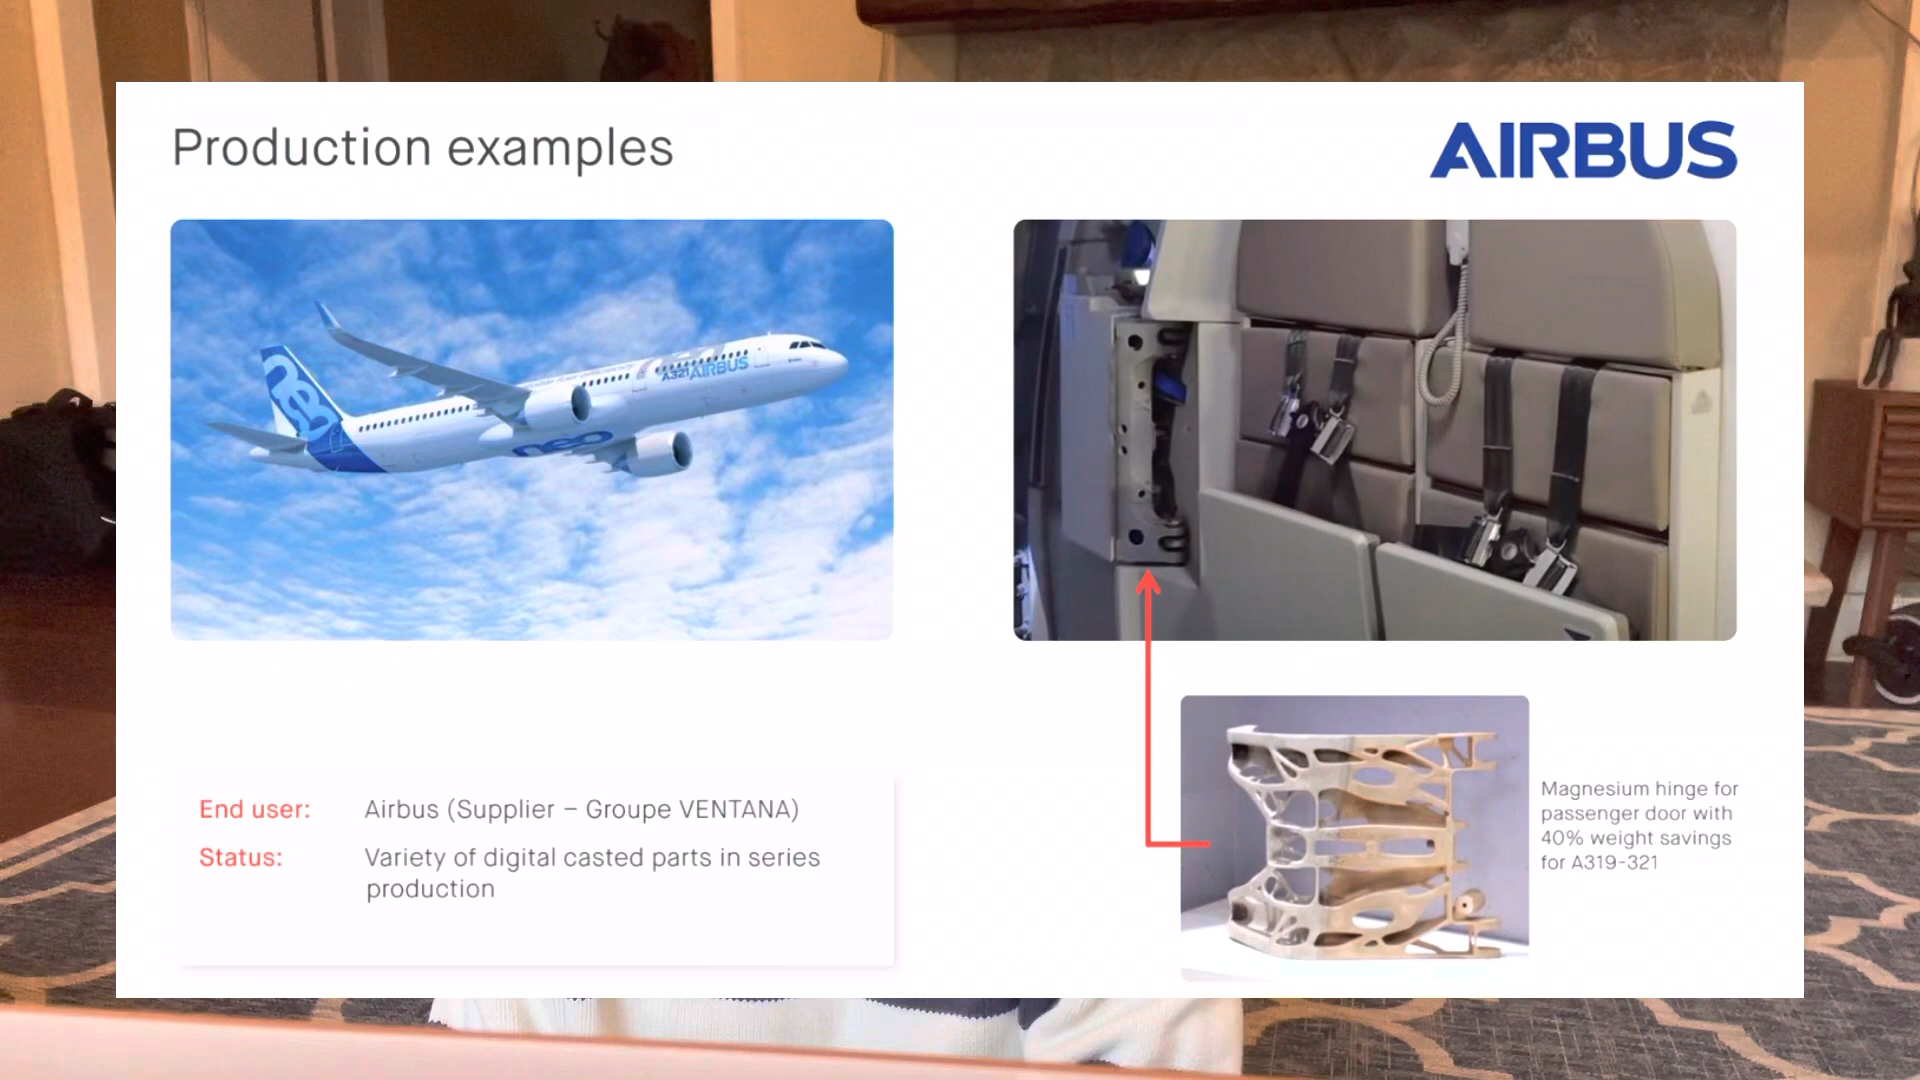 Production examples
AIRBUS
A321 AIRBUS
neo
End user: Airbus (Supplier – Groupe VENTANA)
Status: Variety of digital casted parts in series
production
Magnesium hinge for
passenger door with
40% weight savings
for A319-321